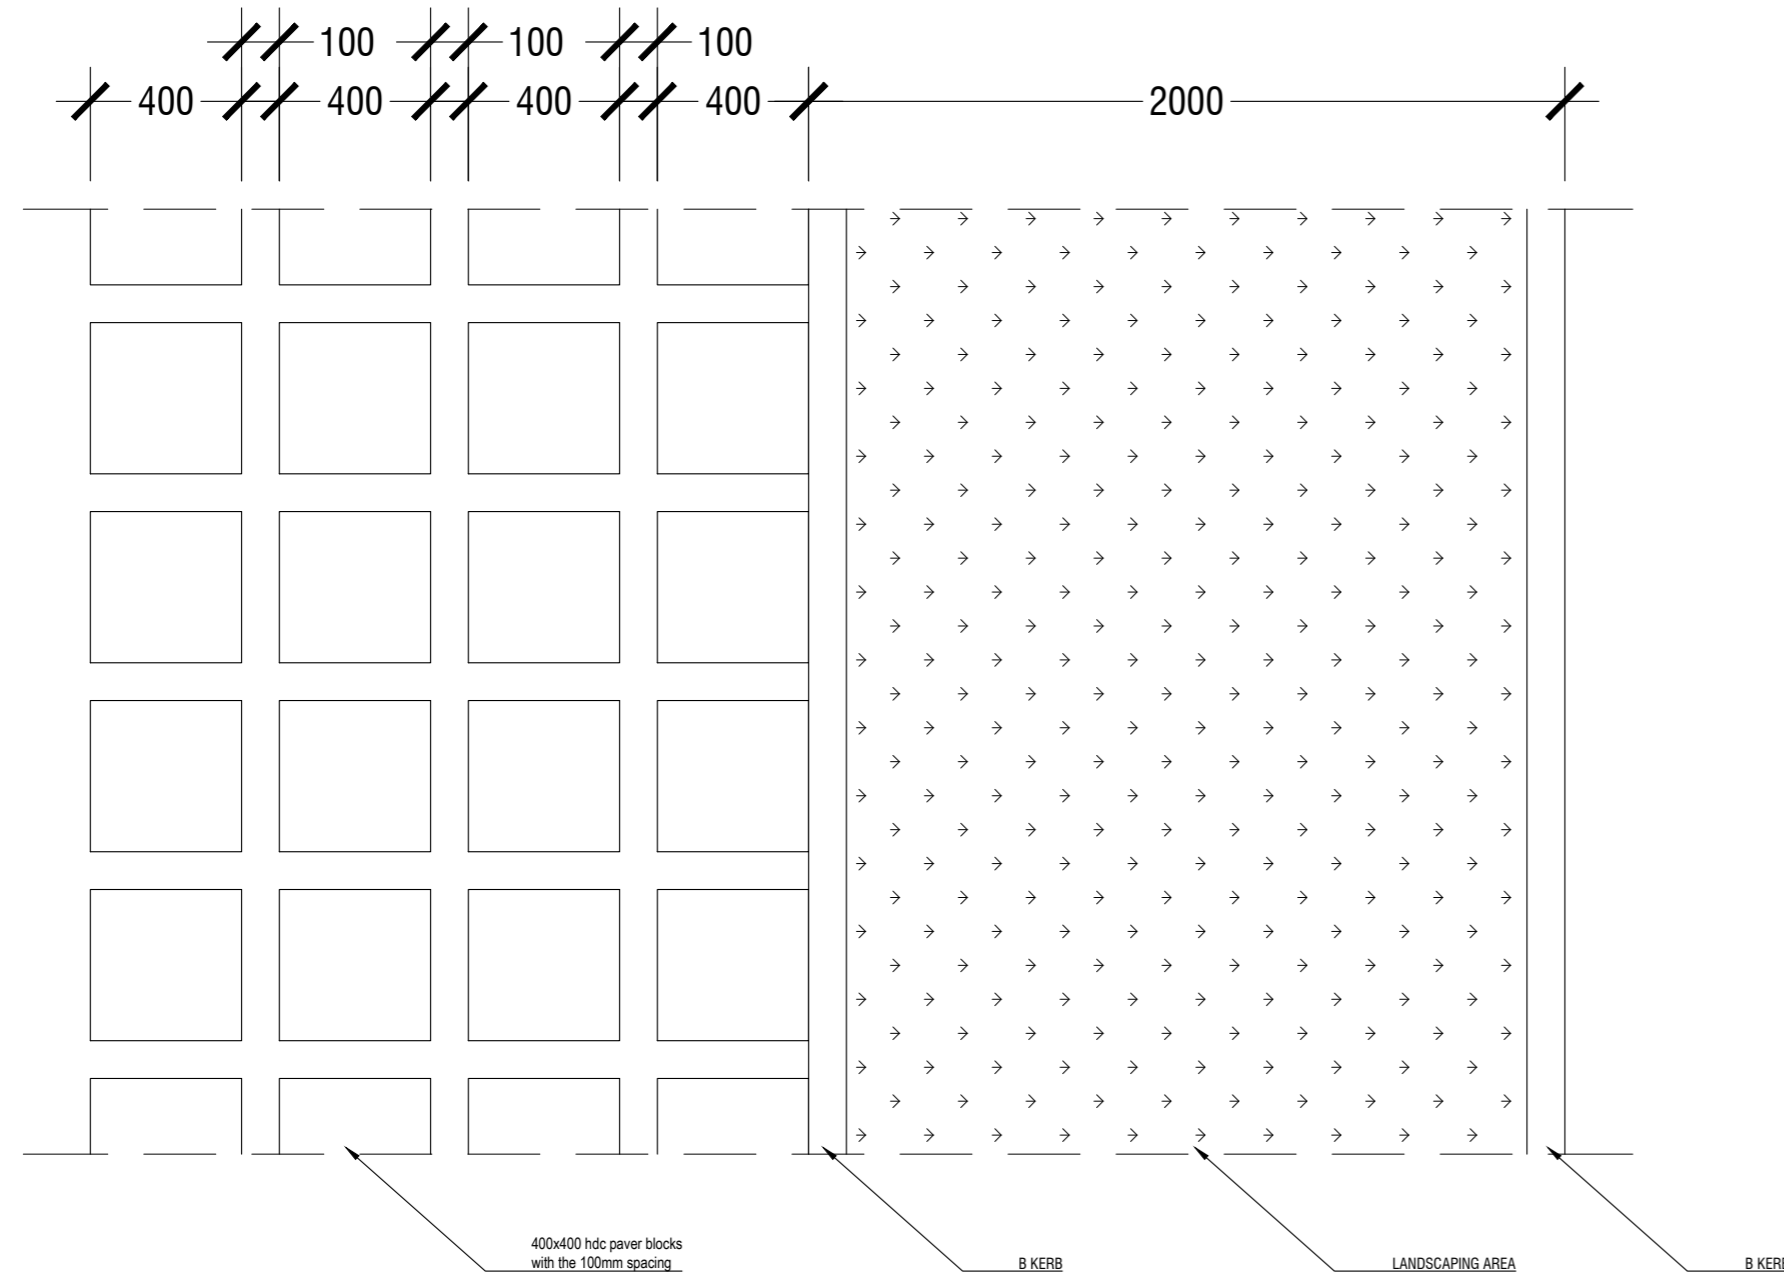 100 100 100
400 400 400 400 2000
400x400 hdc paver blocks
with the 100mm spacing
B KERB
LANDSCAPING AREA
B KERB